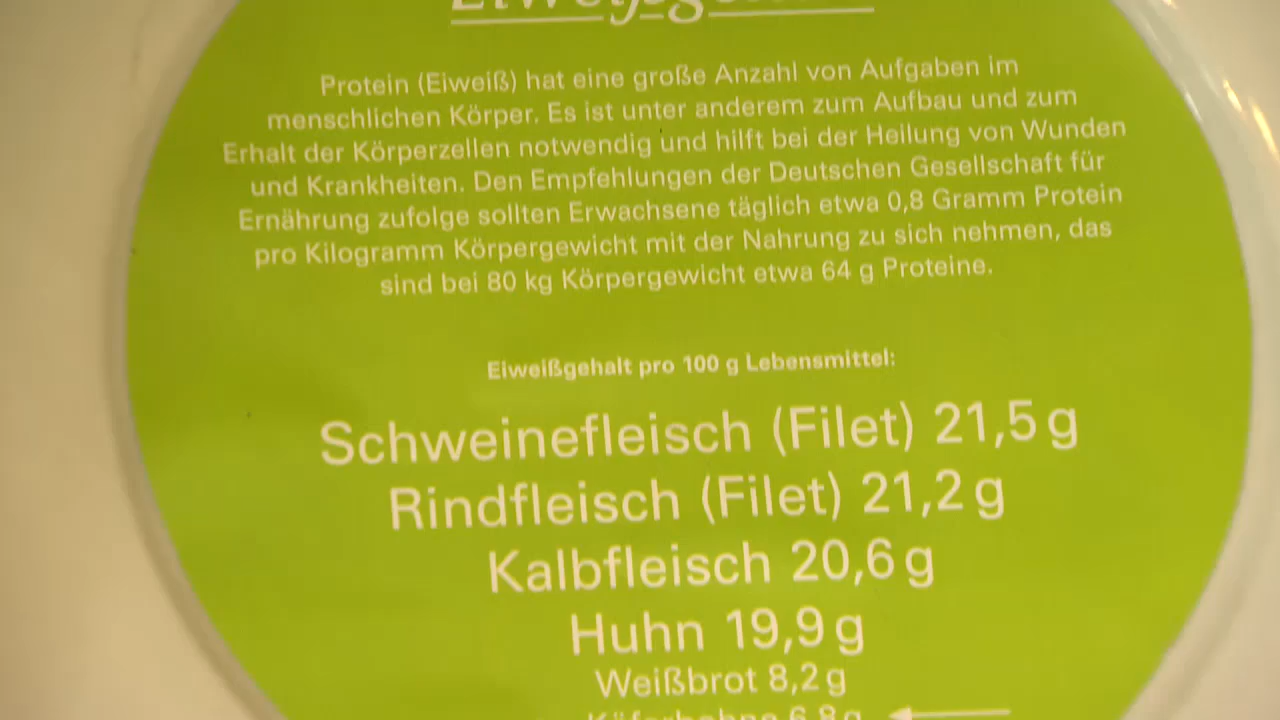 Protein (Eiweiß) hat eine große Anzahl von Aufgaben im
menschlichen Körper. Es ist unter anderem zum Aufbau und zum
Erhalt der Körperzellen notwendig und hilft bei der Heilung von Wunden
und Krankheiten. Den Empfehlungen der Deutschen Gesellschaft für
Ernährung zufolge sollten Erwachsene täglich etwa 0,8 Gramm Protein
pro Kilogramm Körpergewicht mit der Nahrung zu sich nehmen, das
sind bei 80 kg Körpergewicht etwa 64 g Proteine.
Eiweißgehalt pro 100 g Lebensmittel:
Schweinefleisch (Filet) 21,5 g
Rindfleisch (Filet) 21,2 g
Kalbfleisch 20,6 g
Huhn 19,9 g
Weißbrot 8,2 g